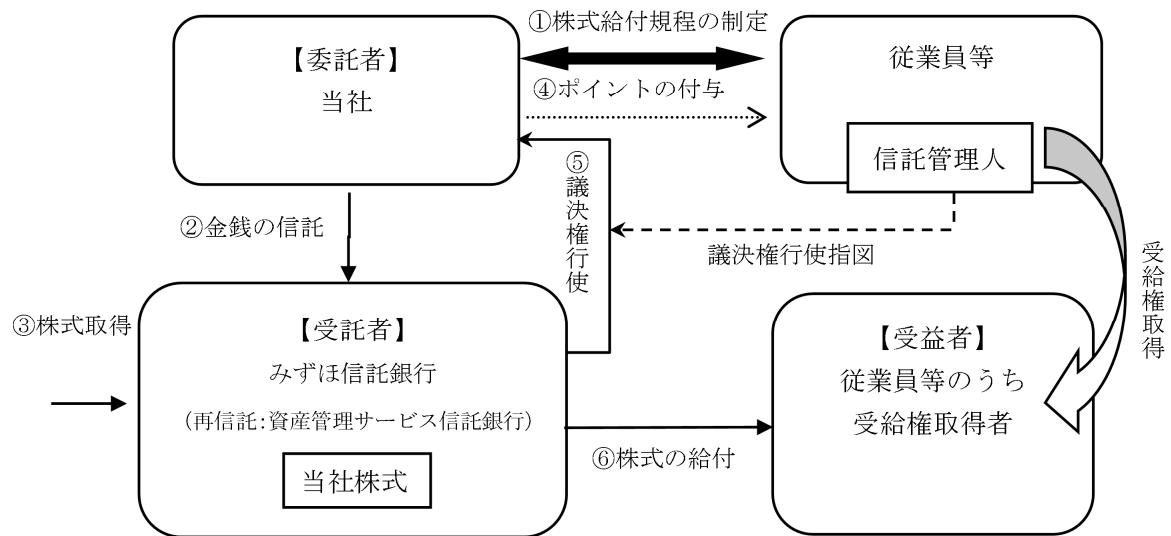 ①株式給付規程の制定
【委託者】
当社
従業員等
④ポイントの付与
信託管理人
⑤議決権行使
②金銭の信託
議決権行使指図
受給権取得
③株式取得
【受託者】
みずほ信託銀行
(再信託:資産管理サービス信託銀行)
当社株式
【受益者】
従業員等のうち
受給権取得者
⑥株式の給付